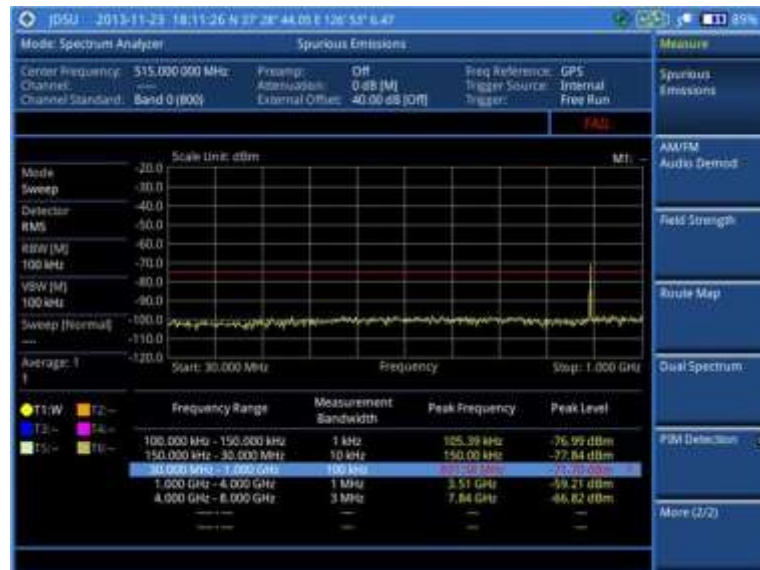 JDSU 2013-11-23 18:11:26 N 37° 28" 44.05 E 126° 53" 6.47 89%
Mode: Spectrum Analyzer Spurious Emissions Measure
Center Frequency: 515.000 000 MHz Preamp: Off Freq Reference: GPS
Channel: ---- Attenuation: 0 dB [M] Trigger Source: Internal
Channel Standard: Band 0 (800) External Offset: 40.00 dB [Off] Trigger: Free Run
Spurious
Emissions
FAIL
Scale Unit: dBm M1: --
AM/FM
Audio Demod
Mode
Sweep
Detector
RMS
RBW [M]
100 kHz
VBW [M]
100 kHz
Sweep [Normal]
----
Average: 1
1
-20.0
-30.0
-40.0
-50.0
-60.0
-70.0
-80.0
-90.0
-100.0
-120.0
Start: 30.000 MHz Frequency Stop: 1.000 GHz
Field Strength
Route Map
Dual Spectrum
T1:W T2:--
T3:-- T4:--
T5:-- T6:--
Frequency Range Measurement Bandwidth Peak Frequency Peak Level
100.000 kHz - 150.000 kHz 1 kHz 105.39 kHz -76.99 dBm
150.000 kHz - 30.000 MHz 10 kHz 150.00 kHz -77.84 dBm
30.000 MHz - 1.000 GHz 100 kHz -71.70 dBm
1.000 GHz - 4.000 GHz 1 MHz 3.51 GHz -59.21 dBm
4.000 GHz - 8.000 GHz 3 MHz 7.84 GHz -66.82 dBm
PIM Detection
More (2/2)